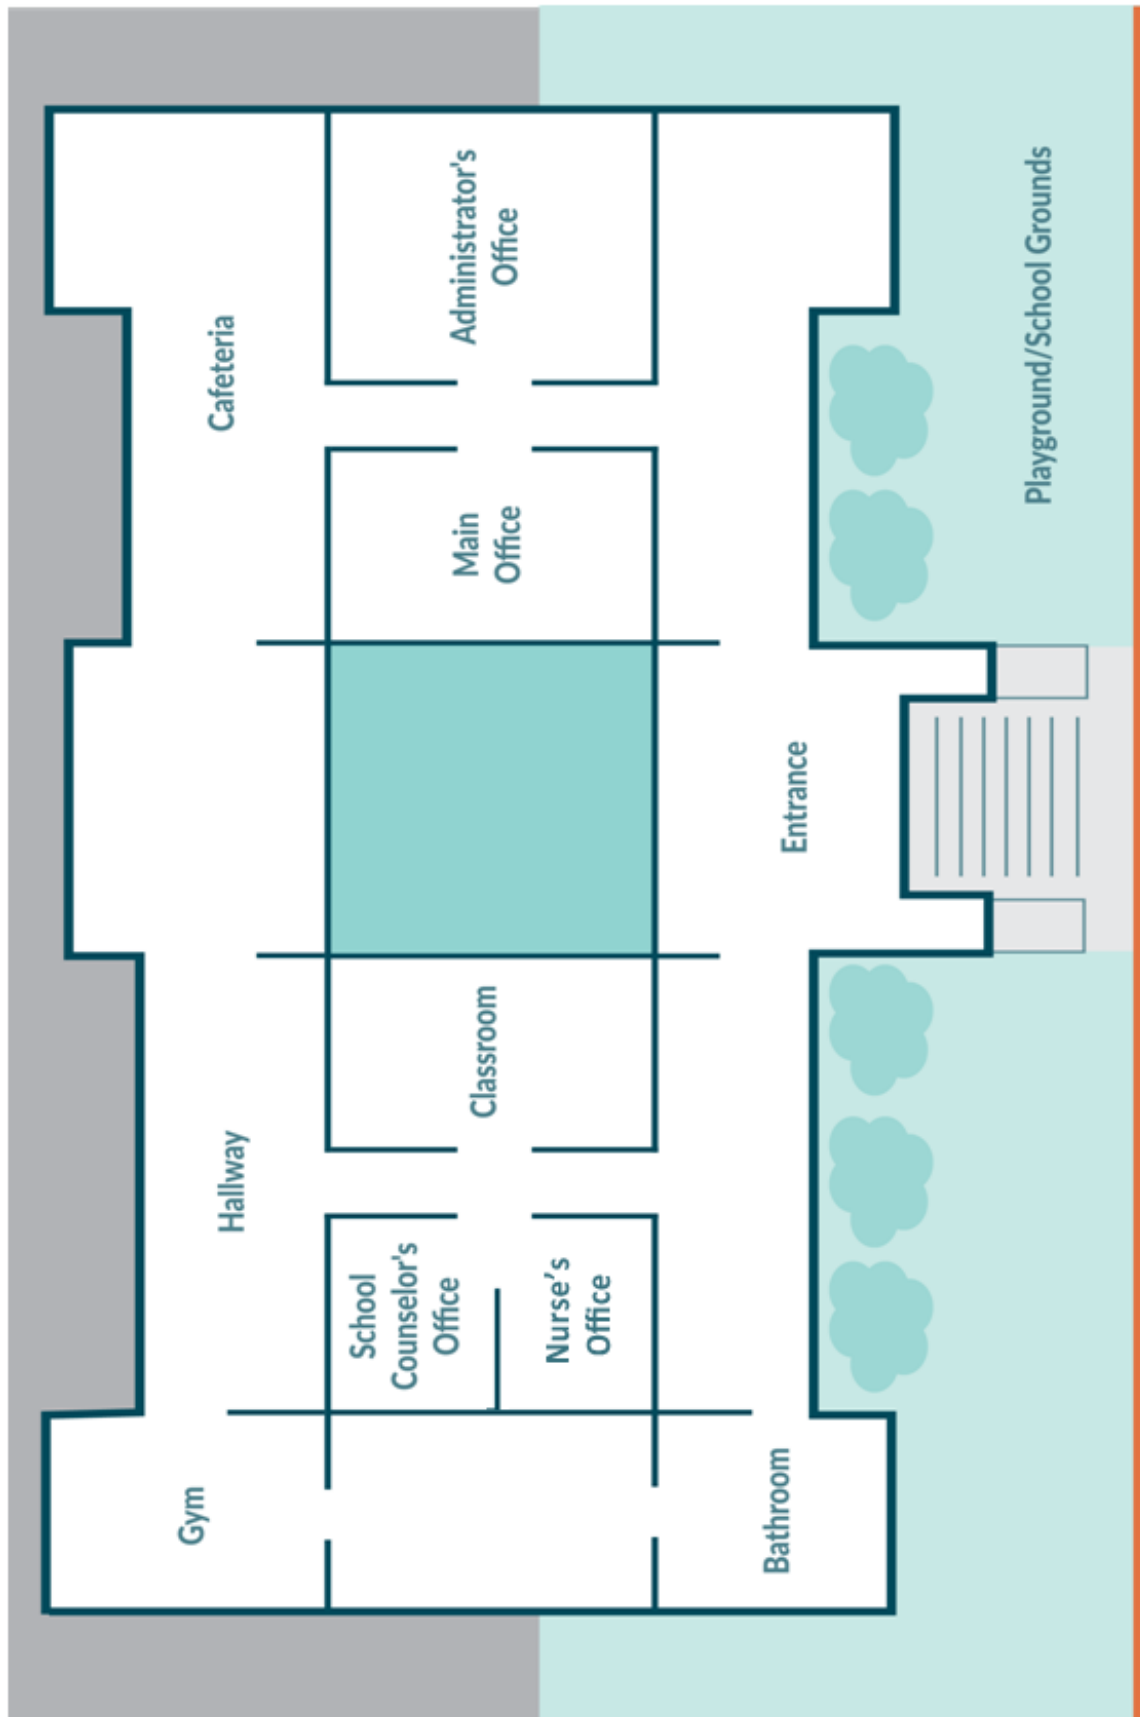 Gym
Hallway
Cafeteria
School
Counselor's
Office
Classroom
Main
Office
Administrator's
Office
Nurse’s
Office
Bathroom
Entrance
Playground/School Grounds